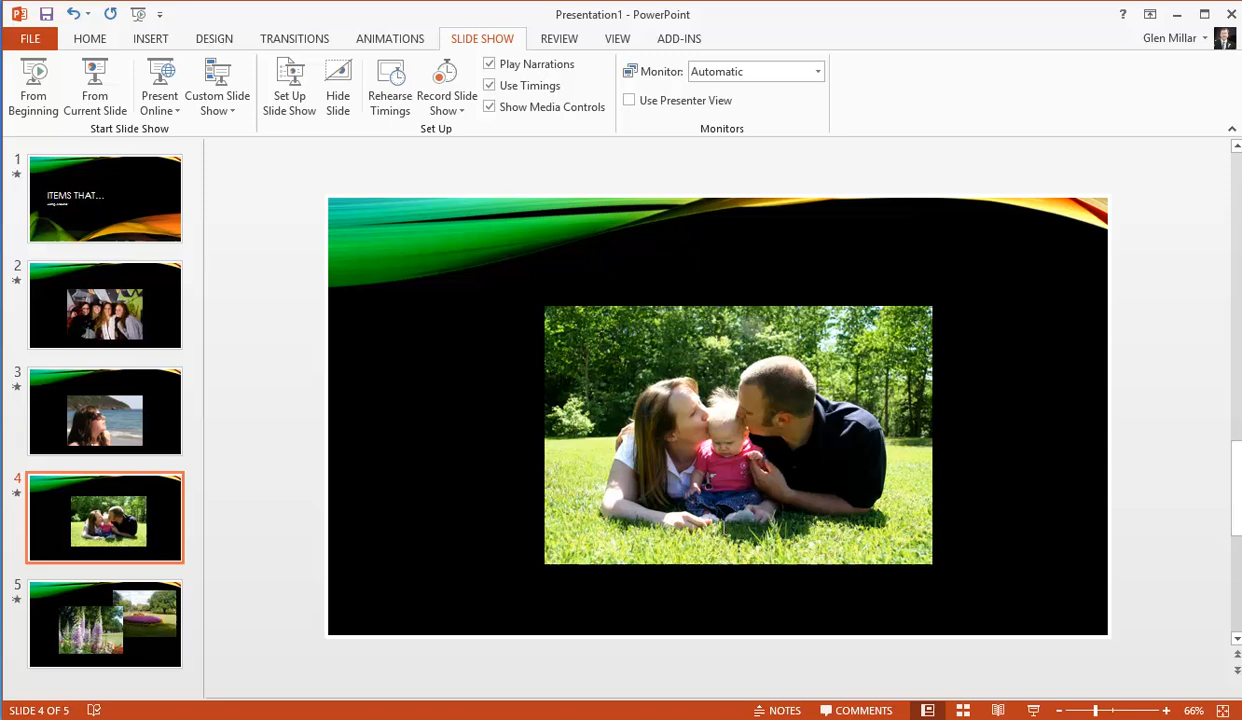 Presentation1 - PowerPoint
FILE HOME INSERT DESIGN TRANSITIONS ANIMATIONS SLIDE SHOW REVIEW VIEW ADD-INS Glen Millar
From Beginning
From Current Slide
Present Online
Custom Slide Show
Start Slide Show
Set Up Slide Show
Hide Slide
Rehearse Timings
Record Slide Show
Play Narrations
Use Timings
Show Media Controls
Set Up
Monitor: Automatic
Use Presenter View
Monitors
1
ITEMS THAT...
2
3
4
5
SLIDE 4 OF 5 NOTES COMMENTS 66%